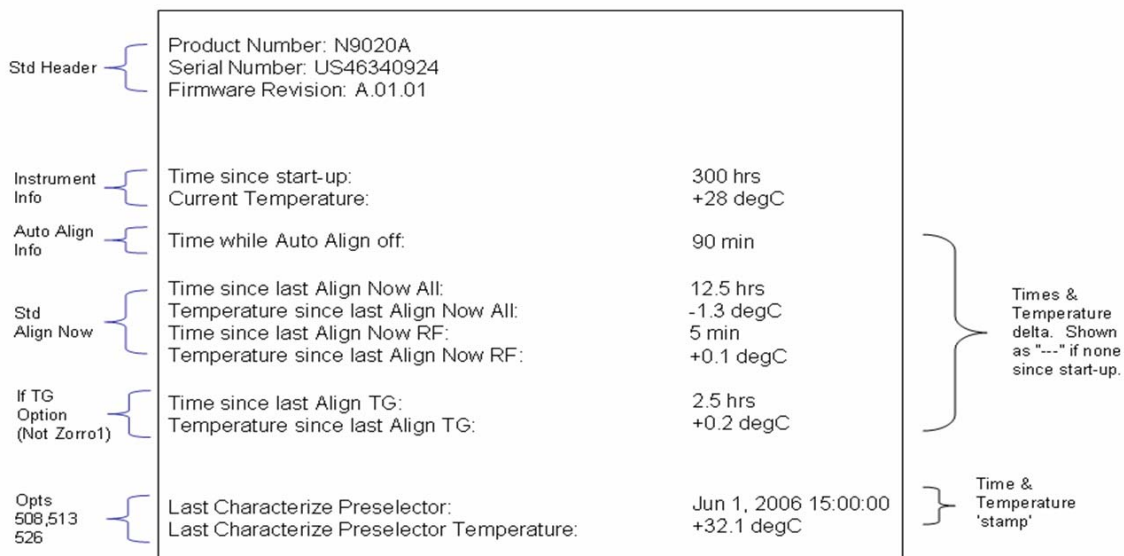 Std Header
Product Number: N9020A
Serial Number: US46340924
Firmware Revision: A.01.01
Instrument
Info
Time since start-up: 300 hrs
Current Temperature: +28 degC
Auto Align
Info
Time while Auto Align off: 90 min
Std
Align Now
Time since last Align Now All: 12.5 hrs
Temperature since last Align Now All: -1.3 degC
Time since last Align Now RF: 5 min
Temperature since last Align Now RF: +0.1 degC
Times &
Temperature
delta. Shown
as "---" if none
since start-up.
If TG
Option
(Not Zorro1)
Time since last Align TG: 2.5 hrs
Temperature since last Align TG: +0.2 degC
Opts
508,513
526
Last Characterize Preselector: Jun 1, 2006 15:00:00
Last Characterize Preselector Temperature: +32.1 degC
Time &
Temperature
'stamp'